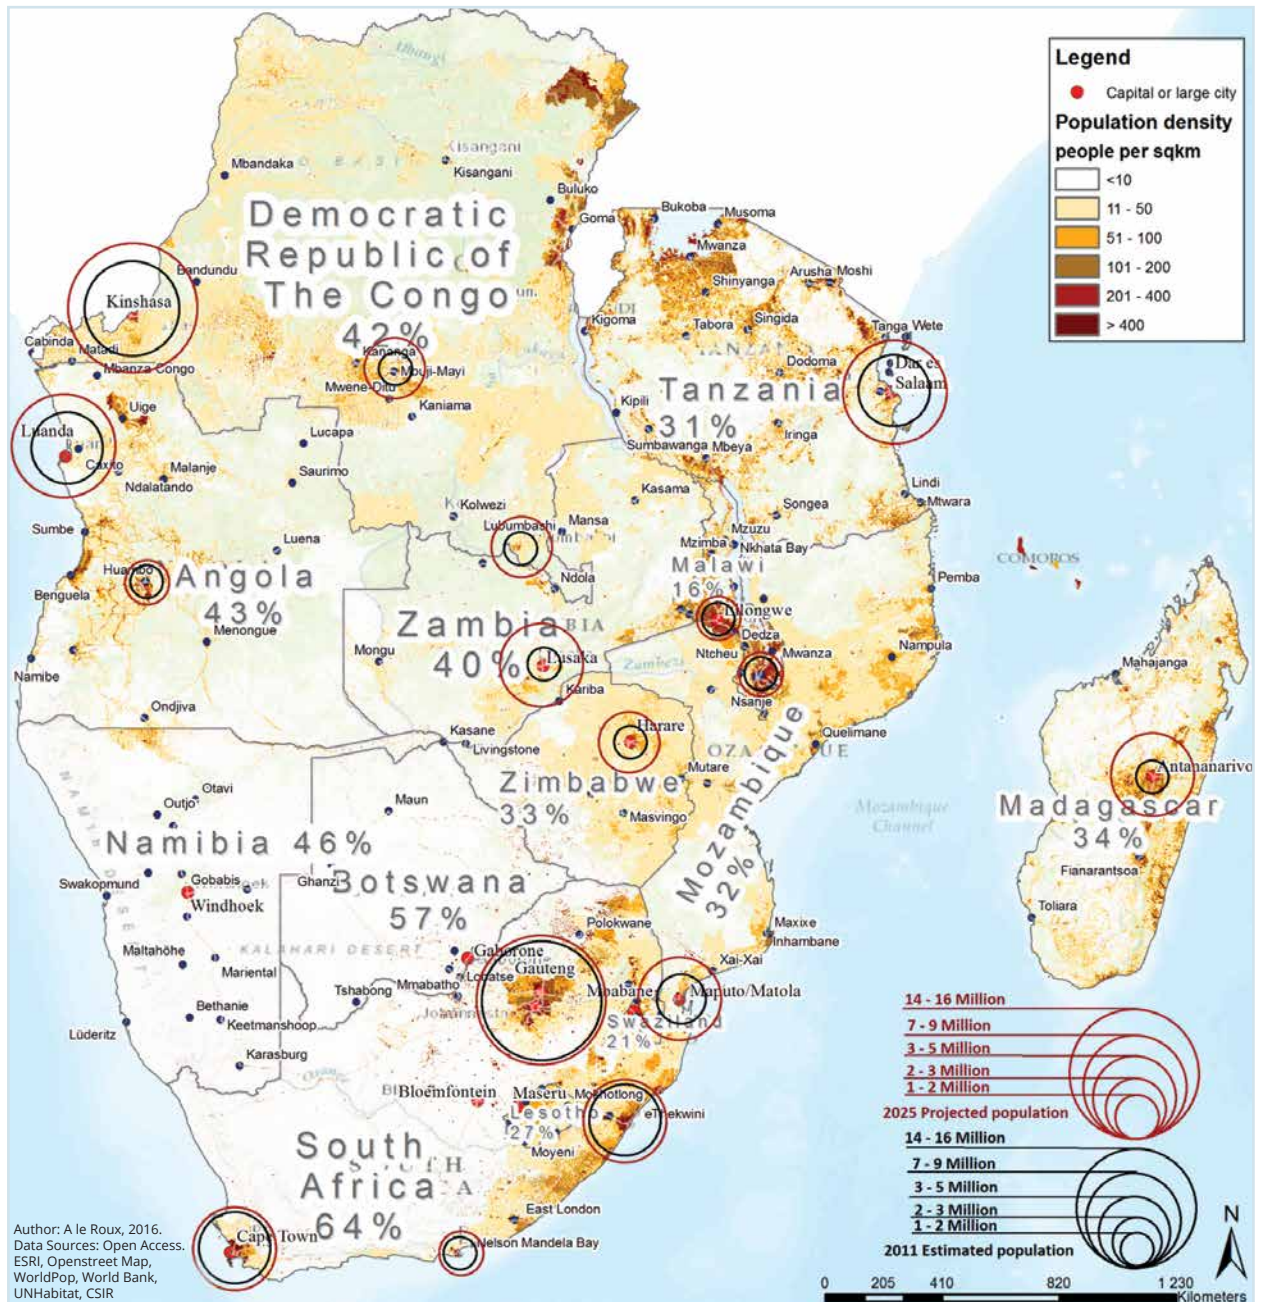 Ubangi
Legend
Capital or large city
Population density
people per sqkm
<10
11 - 50
51 - 100
101 - 200
201 - 400
> 400
Kisangani
Mbandaka
Kisangani
Buluko
Democratic
Republic of
The Congo
42%
Goma
Bukoba
Musoma
Mwanza
Bandundu
Kinshasa
Shinyanga
Arusha
Moshi
Kigoma
Tabora
Singida
Tanga
Wete
Cabinda
Matadi
Mbanza Congo
Kananga
Mbuji-Mayi
Mwene-Ditu
Kaniama
Dodoma
Dar es
Salaam
Tanzania
31%
Kipili
Iringa
Sumbawanga
Mbeya
Uige
Luanda
Caxito
Lucapa
Malanje
Ndalatando
Saurimo
Kasama
Lindi
Mtwara
Songea
Kolwezi
Lubumbashi
Mansa
Sumbe
Luena
Mzuzu
Mzimba
Nkhata Bay
COMOROS
Huambo
Angola
43%
Benguela
Ndola
Malawi
16%
Pemba
Lilongwe
Menongue
Zambia
40%
Mongu
Lusaka
Dedza
Ntcheu
Mwanza
Zambezi
Nampula
Nsanje
Mahajanga
Namibe
Ondjiva
Kariba
Kasane
Livingstone
Harare
Quelimane
Antananarivo
Zimbabwe
33%
Mutare
Masvingo
Mozambique
32%
Mozambique
Channel
Madagascar
34%
Fianarantsoa
Toliara
Otavi
Outjo
Maun
NAMIB DESERT
Namibia 46%
Gobabis
Ghanzi
Botswana
57%
Swakopmund
Windhoek
Polokwane
Maxixe
Inhambane
Maltahöhe
KALAHARI DESERT
Gaborone
Gauteng
Xai-Xai
Mariental
Lobatse
Mmabatho
Tshabong
Mbabane
Maputo/Matola
Swaziland
21%
Bethanie
Keetmanshoop
Lüderitz
Karasburg
Orange
Bloemfontein
Maseru
Mokhotlong
eThekwini
Lesotho
27%
Moyeni
South
Africa
64%
East London
Cape Town
Nelson Mandela Bay
14 - 16 Million
7 - 9 Million
3 - 5 Million
2 - 3 Million
1 - 2 Million
2025 Projected population
14 - 16 Million
7 - 9 Million
3 - 5 Million
2 - 3 Million
1 - 2 Million
2011 Estimated population
N
0 205 410 820 1 230
Kilometers
Author: A le Roux, 2016.
Data Sources: Open Access.
ESRI, Openstreet Map,
WorldPop, World Bank,
UNHabitat, CSIR